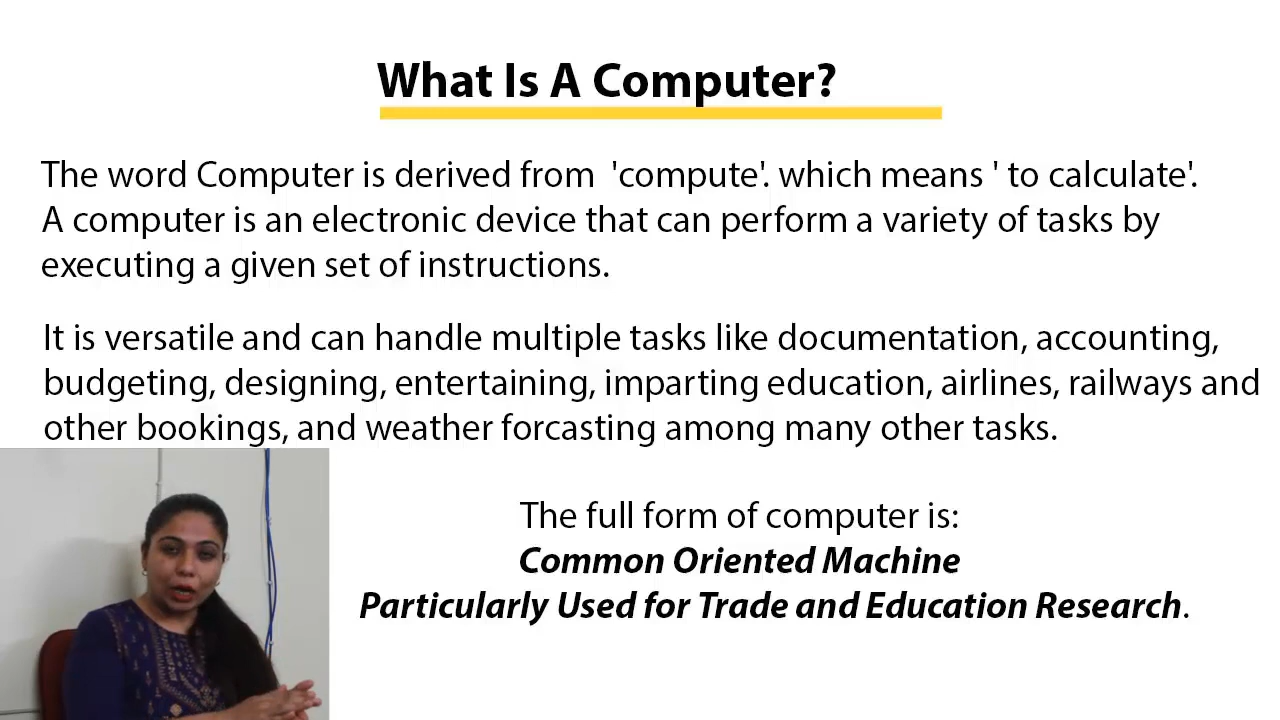 What Is A Computer?
The word Computer is derived from 'compute'. which means ' to calculate'.
A computer is an electronic device that can perform a variety of tasks by
executing a given set of instructions.
It is versatile and can handle multiple tasks like documentation, accounting,
budgeting, designing, entertaining, imparting education, airlines, railways and
other bookings, and weather forcasting among many other tasks.
The full form of computer is:
Common Oriented Machine
Particularly Used for Trade and Education Research.